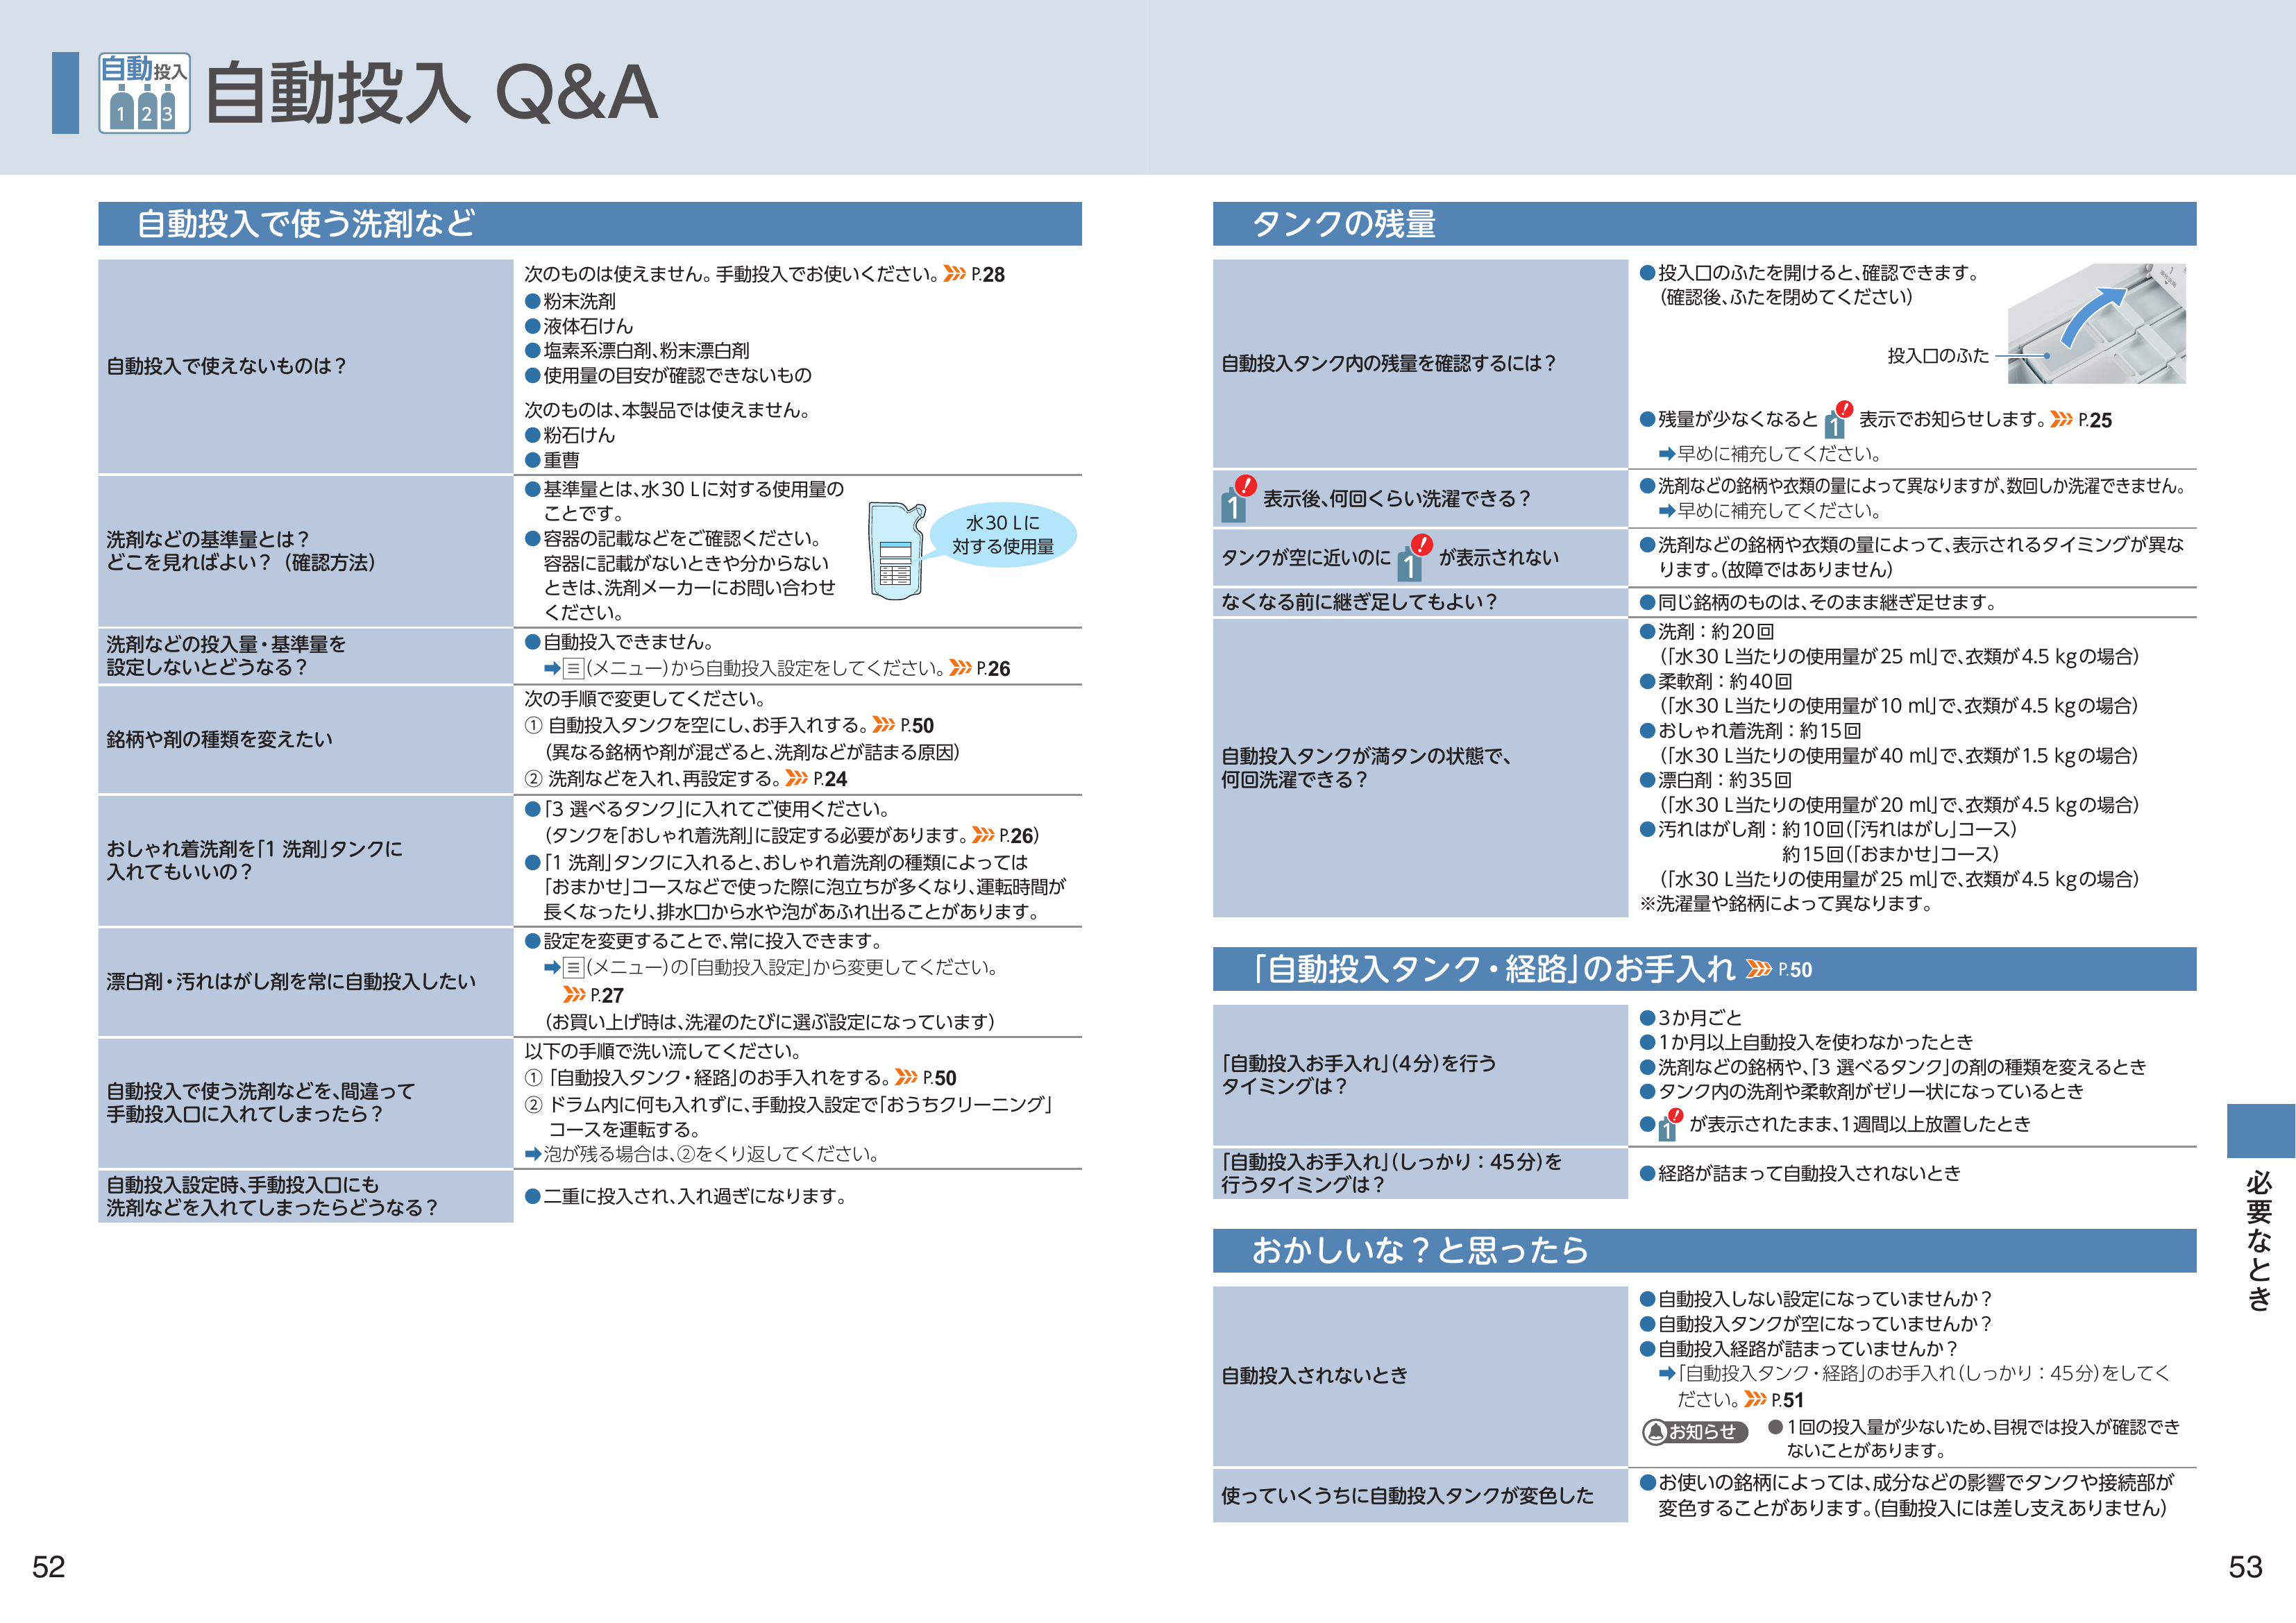 自動投入
1 2 3
自動投入 Q&A
自動投入で使う洗剤など
自動投入で使えないものは？
次のものは使えません。手動投入でお使いください。 P.28
●粉末洗剤
●液体石けん
●塩素系漂白剤、粉末漂白剤
●使用量の目安が確認できないもの
次のものは、本製品では使えません。
●粉石けん
●重曹
洗剤などの基準量とは？
どこを見ればよい？（確認方法）
●基準量とは、水30 Lに対する使用量の
ことです。
●容器の記載などをご確認ください。
容器に記載がないときや分からない
ときは、洗剤メーカーにお問い合わせ
ください。
水30 Lに
対する使用量
洗剤などの投入量・基準量を
設定しないとどうなる？
●自動投入できません。
➡(メニュー)から自動投入設定をしてください。 P.26
銘柄や剤の種類を変えたい
次の手順で変更してください。
① 自動投入タンクを空にし、お手入れする。 P.50
（異なる銘柄や剤が混ざると、洗剤などが詰まる原因）
② 洗剤などを入れ、再設定する。 P.24
おしゃれ着洗剤を「1 洗剤」タンクに
入れてもいいの？
●「3 選べるタンク」に入れてご使用ください。
（タンクを「おしゃれ着洗剤」に設定する必要があります。 P.26）
●「1 洗剤」タンクに入れると、おしゃれ着洗剤の種類によっては
「おまかせ」コースなどで使った際に泡立ちが多くなり、運転時間が
長くなったり、排水口から水や泡があふれ出ることがあります。
漂白剤・汚れはがし剤を常に自動投入したい
●設定を変更することで、常に投入できます。
➡(メニュー)の「自動投入設定」から変更してください。
P.27
（お買い上げ時は、洗濯のたびに選ぶ設定になっています）
自動投入で使う洗剤などを、間違って
手動投入口に入れてしまったら？
以下の手順で洗い流してください。
① 「自動投入タンク・経路」のお手入れをする。 P.50
② ドラム内に何も入れずに、手動投入設定で「おうちクリーニング」
コースを運転する。
➡泡が残る場合は、②をくり返してください。
自動投入設定時、手動投入口にも
洗剤などを入れてしまったらどうなる？
●二重に投入され、入れ過ぎになります。
52
タンクの残量
自動投入タンク内の残量を確認するには？
●投入口のふたを開けると、確認できます。
（確認後、ふたを閉めてください）
投入口のふた
●残量が少なくなると 1! 表示でお知らせします。 P.25
➡早めに補充してください。
1! 表示後、何回くらい洗濯できる？
●洗剤などの銘柄や衣類の量によって異なりますが、数回しか洗濯できません。
➡早めに補充してください。
タンクが空に近いのに 1! が表示されない
●洗剤などの銘柄や衣類の量によって、表示されるタイミングが異な
ります。（故障ではありません）
なくなる前に継ぎ足してもよい？
●同じ銘柄のものは、そのまま継ぎ足せます。
自動投入タンクが満タンの状態で、
何回洗濯できる？
●洗剤：約20回
（「水30 L当たりの使用量が25 ml」で、衣類が4.5 kgの場合）
●柔軟剤：約40回
（「水30 L当たりの使用量が10 ml」で、衣類が4.5 kgの場合）
●おしゃれ着洗剤：約15回
（「水30 L当たりの使用量が40 ml」で、衣類が1.5 kgの場合）
●漂白剤：約35回
（「水30 L当たりの使用量が20 ml」で、衣類が4.5 kgの場合）
●汚れはがし剤：約10回（「汚れはがし」コース）
約15回（「おまかせ」コース）
（「水30 L当たりの使用量が25 ml」で、衣類が4.5 kgの場合）
※洗濯量や銘柄によって異なります。
「自動投入タンク・経路」のお手入れ P.50
「自動投入お手入れ」（4分）を行う
タイミングは？
●3か月ごと
●1か月以上自動投入を使わなかったとき
●洗剤などの銘柄や、「3 選べるタンク」の剤の種類を変えるとき
●タンク内の洗剤や柔軟剤がゼリー状になっているとき
●1! が表示されたまま、1週間以上放置したとき
「自動投入お手入れ」（しっかり：45分）を
行うタイミングは？
●経路が詰まって自動投入されないとき
おかしいな？と思ったら
自動投入されないとき
●自動投入しない設定になっていませんか？
●自動投入タンクが空になっていませんか？
●自動投入経路が詰まっていませんか？
➡「自動投入タンク・経路」のお手入れ（しっかり：45分）をしてく
ださい。 P.51
お知らせ ●1回の投入量が少ないため、目視では投入が確認でき
ないことがあります。
使っていくうちに自動投入タンクが変色した
●お使いの銘柄によっては、成分などの影響でタンクや接続部が
変色することがあります。（自動投入には差し支えありません）
必要なとき
53